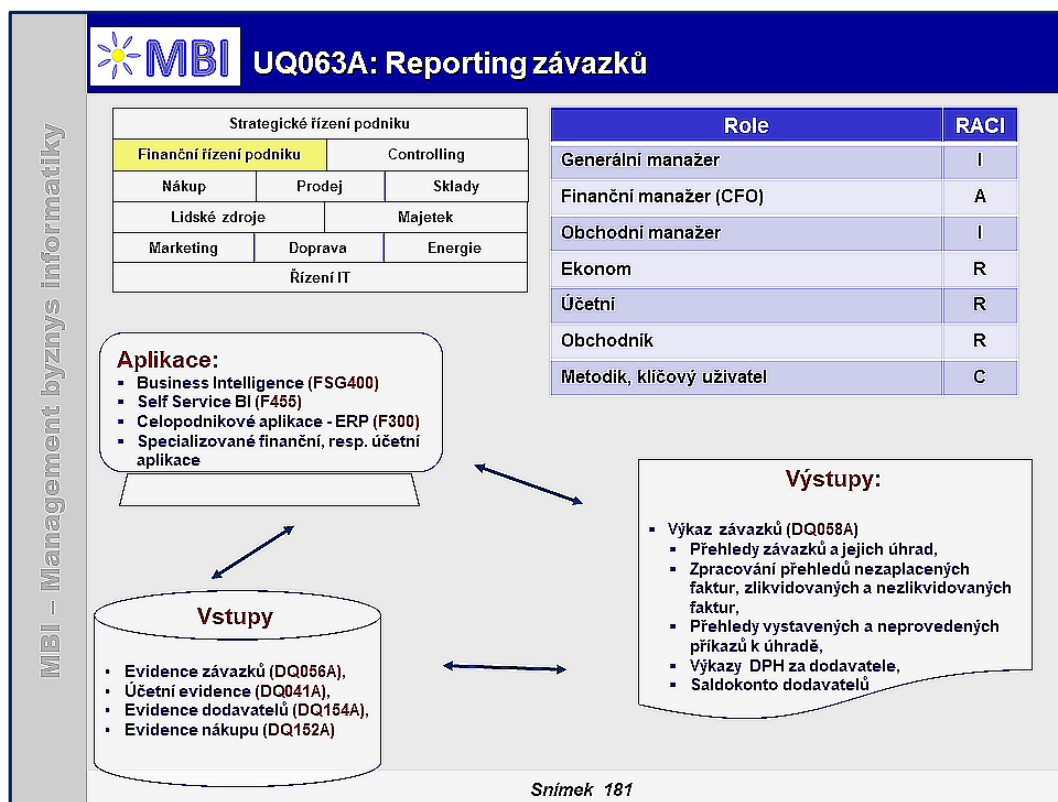 MBI
UQ063A: Reporting závazků
MBI – Management byznys informatiky
Strategické řízení podniku
Finanční řízení podniku Controlling
Nákup Prodej Sklady
Lidské zdroje Majetek
Marketing Doprava Energie
Řízení IT
Role RACI
Generální manažer I
Finanční manažer (CFO) A
Obchodní manažer I
Ekonom R
Účetní R
Obchodník R
Metodik, klíčový uživatel C
Aplikace:
▪ Business Intelligence (FSG400)
▪ Self Service BI (F455)
▪ Celopodnikové aplikace - ERP (F300)
▪ Specializované finanční, resp. účetní
aplikace
Výstupy:
▪ Výkaz závazků (DQ058A)
▪ Přehledy závazků a jejich úhrad,
▪ Zpracování přehledů nezaplacených
faktur, zlikvidovaných a nezlikvidovaných
faktur,
▪ Přehledy vystavených a neprovedených
příkazů k úhradě,
▪ Výkazy DPH za dodavatele,
▪ Saldokonto dodavatelů
Vstupy
▪ Evidence závazků (DQ056A),
▪ Účetní evidence (DQ041A),
▪ Evidence dodavatelů (DQ154A),
▪ Evidence nákupu (DQ152A)
Snímek 181